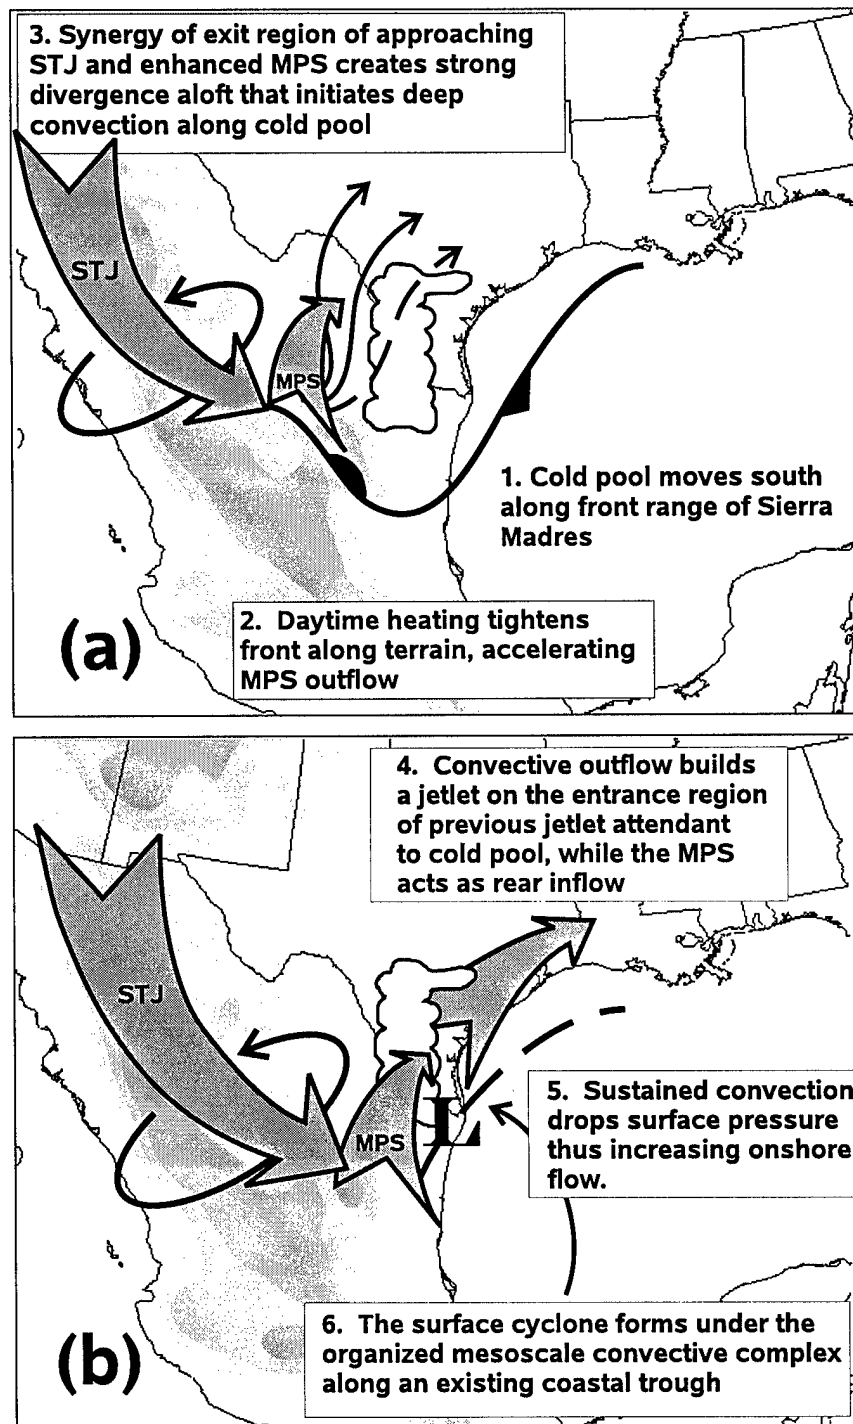 3. Synergy of exit region of approaching
STJ and enhanced MPS creates strong
divergence aloft that initiates deep
convection along cold pool
STJ
MPS
1. Cold pool moves south
along front range of Sierra
Madres
2. Daytime heating tightens
front along terrain, accelerating
MPS outflow
(a)
4. Convective outflow builds
a jetlet on the entrance region
of previous jetlet attendant
to cold pool, while the MPS
acts as rear inflow
STJ
MPS
L
5. Sustained convection
drops surface pressure
thus increasing onshore
flow.
6. The surface cyclone forms under the
organized mesoscale convective complex
along an existing coastal trough
(b)